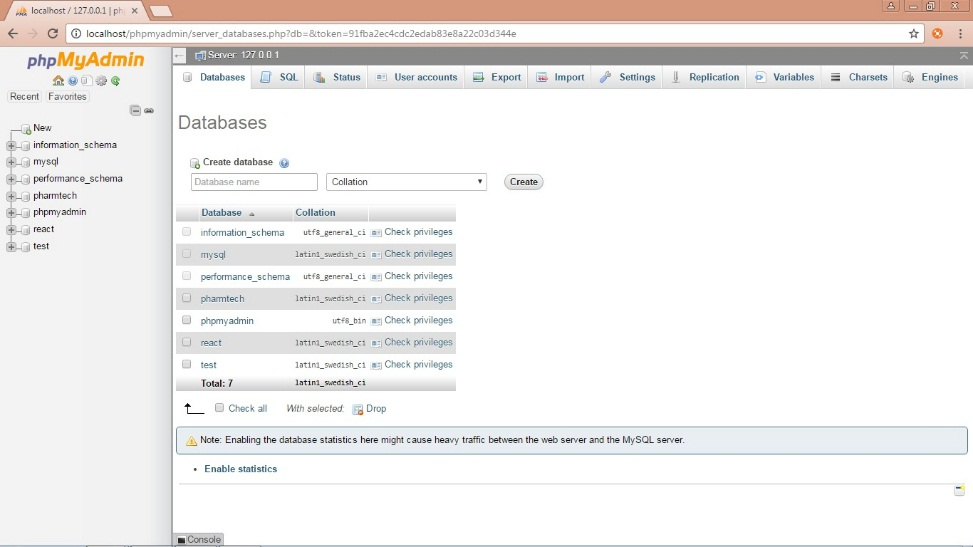 localhost / 127.0.0.1 | ph
localhost/phpmyadmin/server_databases.php?db=&token=91fba2ec4cdc2edab83e8a22c03d344e
phpMyAdmin
Recent Favorites
New
information_schema
mysql
performance_schema
pharmtech
phpmyadmin
react
test
Server: 127.0.0.1
Databases SQL Status User accounts Export Import Settings Replication Variables Charsets Engines
Databases
Create database
Database name Collation Create
Database Collation
information_schema utf8_general_ci Check privileges
mysql latin1_swedish_ci Check privileges
performance_schema utf8_general_ci Check privileges
pharmtech latin1_swedish_ci Check privileges
phpmyadmin utf8_bin Check privileges
react latin1_swedish_ci Check privileges
test latin1_swedish_ci Check privileges
Total: 7 latin1_swedish_ci
Check all With selected: Drop
Note: Enabling the database statistics here might cause heavy traffic between the web server and the MySQL server.
• Enable statistics
Console